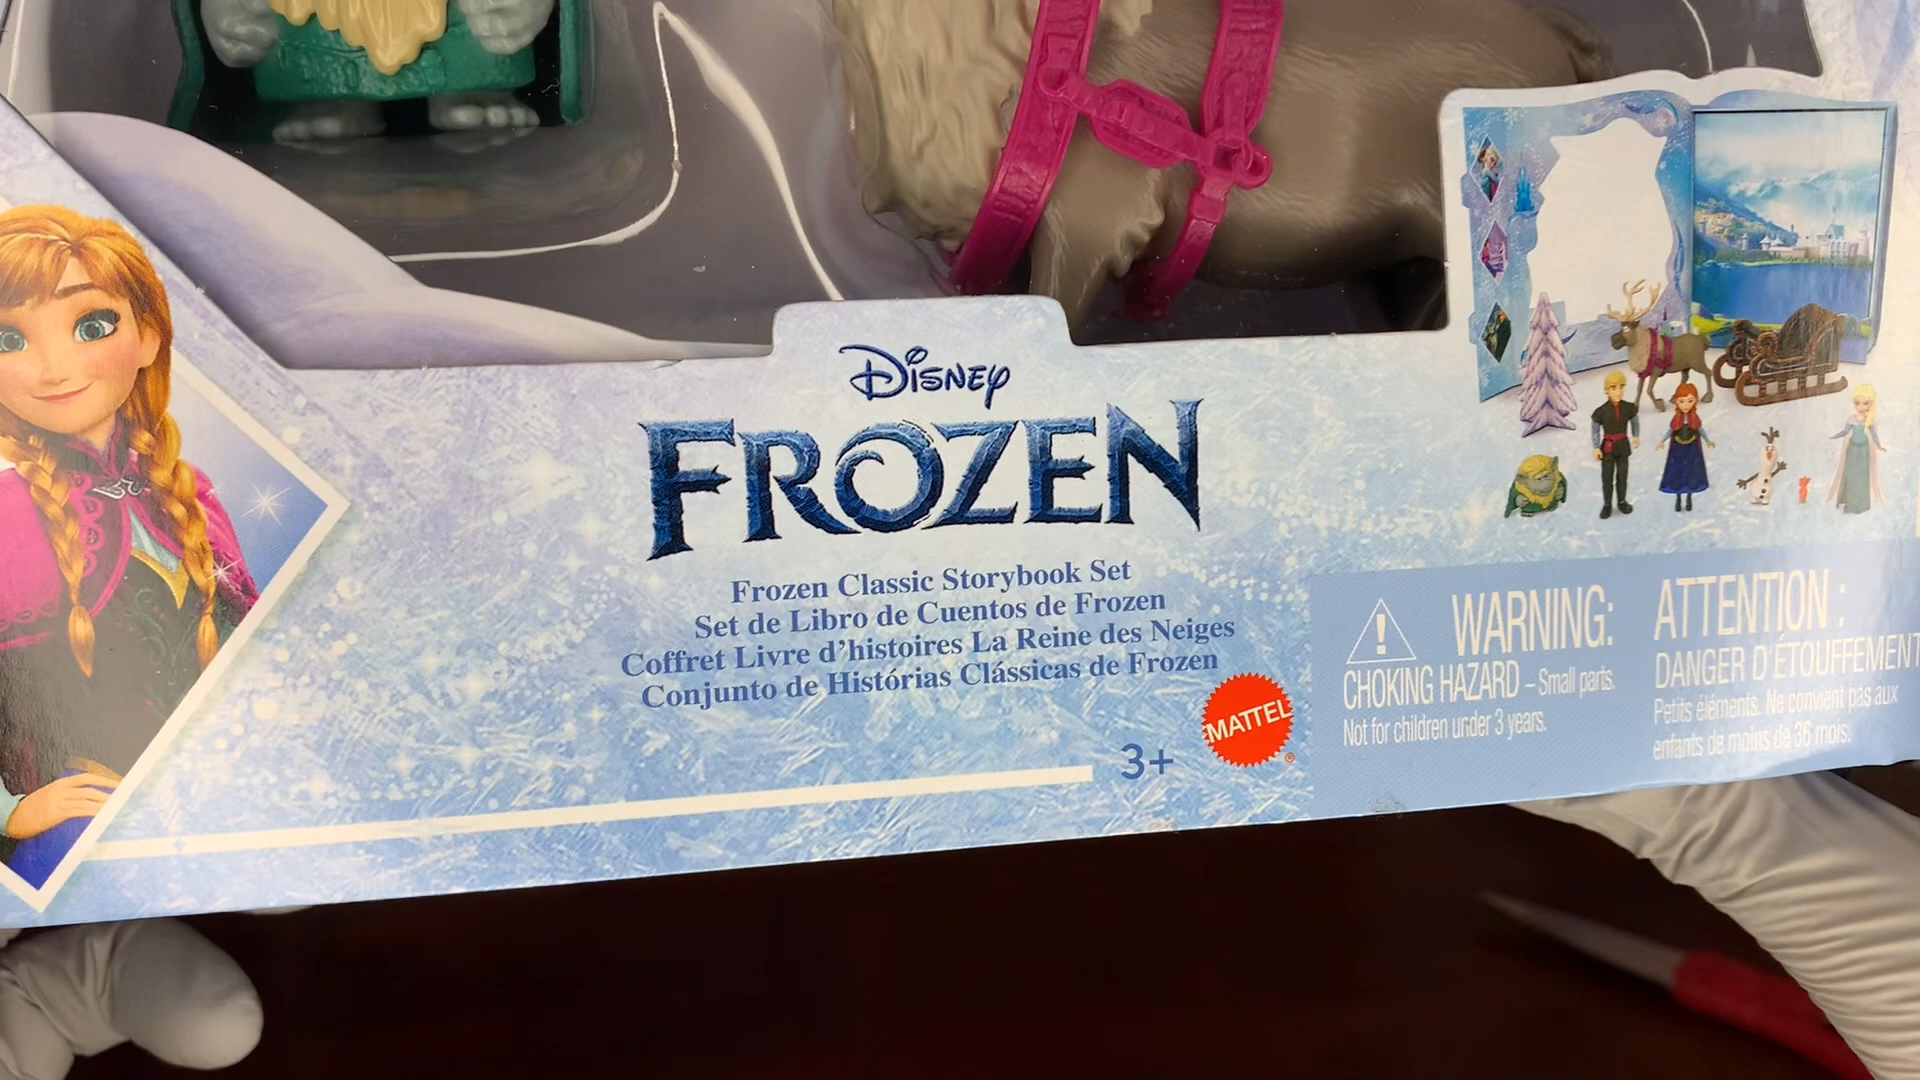 Disney
FROZEN
Frozen Classic Storybook Set
Set de Libro de Cuentos de Frozen
Coffret Livre d'histoires La Reine des Neiges
Conjunto de Histórias Clássicas de Frozen
3+
MATTEL
®
WARNING:
CHOKING HAZARD – Small parts.
Not for children under 3 years.
ATTENTION :
DANGER D'ÉTOUFFEMENT
Petits éléments. Ne convient pas aux
enfants de moins de 36 mois.